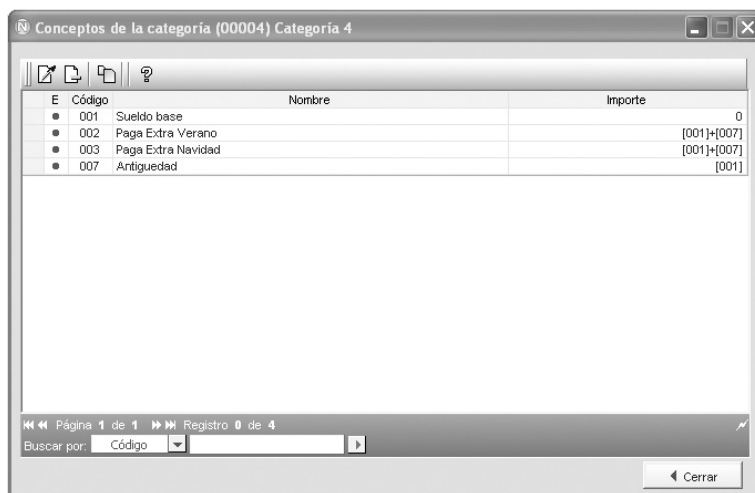 Conceptos de la categoría (00004) Categoría 4
E Código Nombre Importe
001 Sueldo base 0
002 Paga Extra Verano [001]+[007]
003 Paga Extra Navidad [001]+[007]
007 Antiguedad [001]
Página 1 de 1 Registro 0 de 4
Buscar por: Código
Cerrar